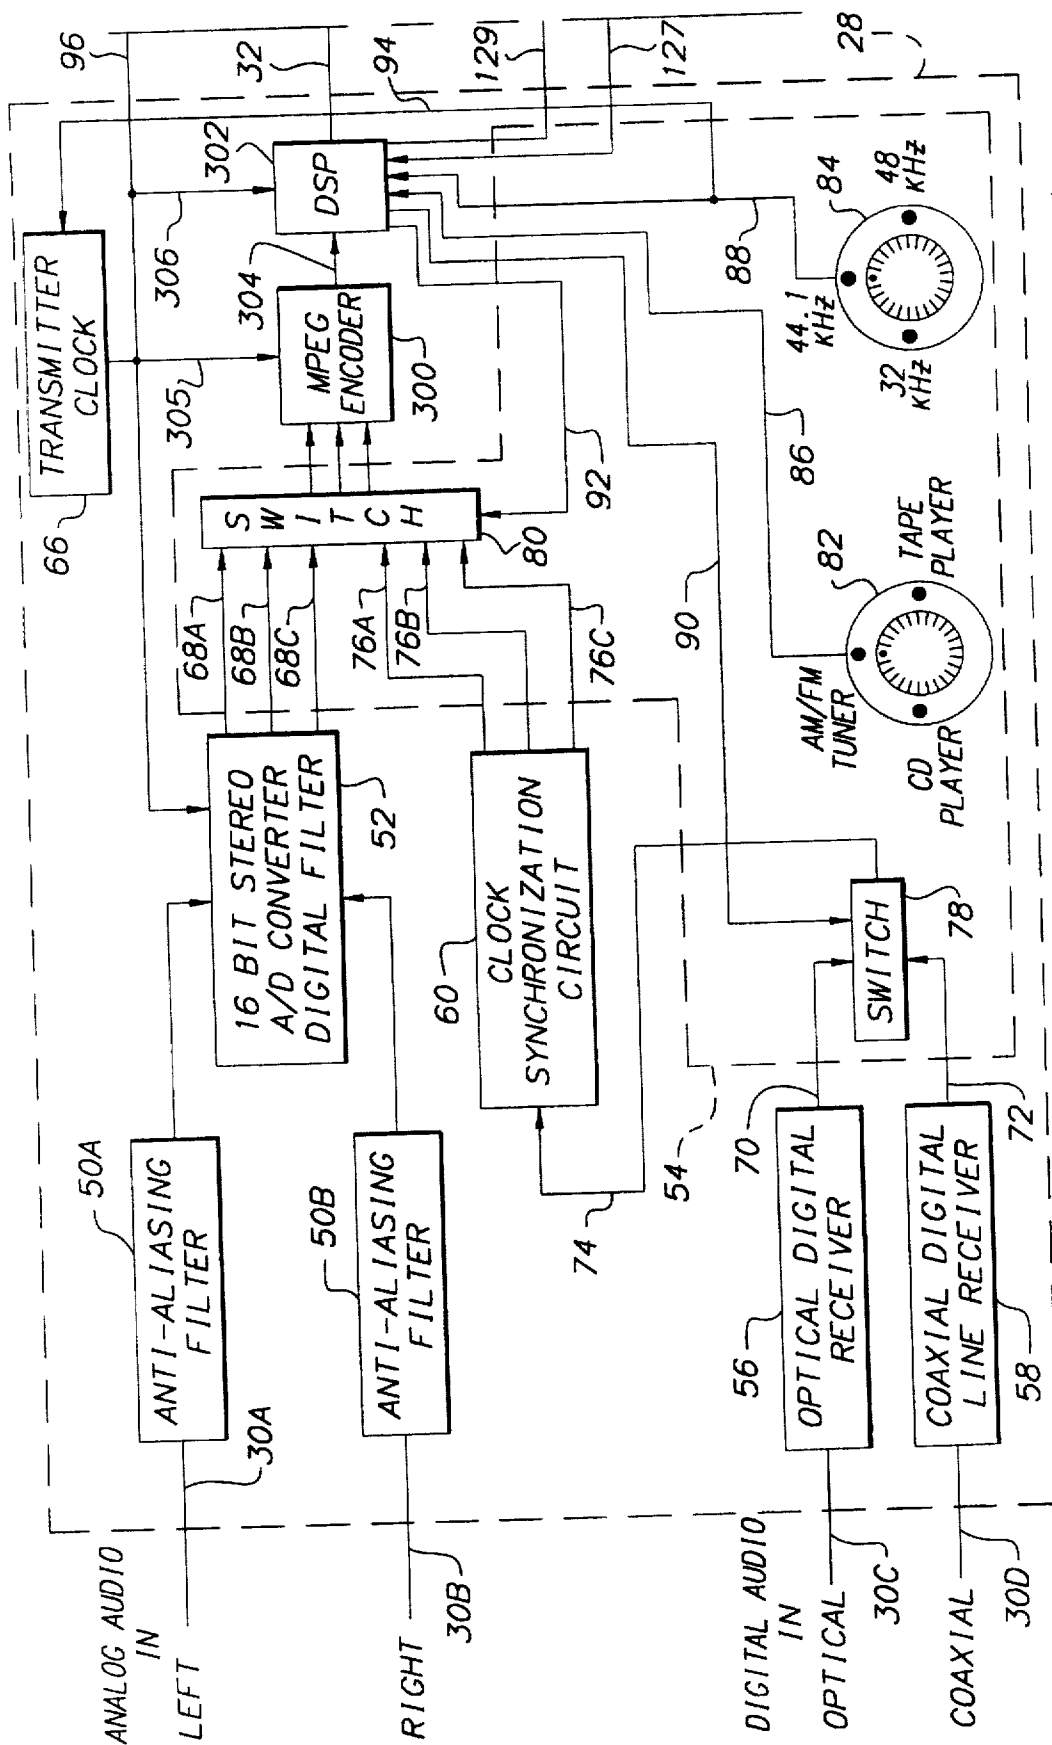 ANALOG AUDIO
IN
LEFT
30A
RIGHT
30B
DIGITAL AUDIO
IN
OPTICAL
30C
COAXIAL
30D
50A
ANTI-ALIASING
FILTER
50B
ANTI-ALIASING
FILTER
56
OPTICAL DIGITAL
RECEIVER
COAXIAL DIGITAL
LINE RECEIVER
58
70
72
74
54
16 BIT STEREO
A/D CONVERTER
DIGITAL FILTER
52
60
CLOCK
SYNCHRONIZATION
CIRCUIT
SWITCH
78
68A
68B
68C
76A
76B
76C
SWITCH
80
66
TRANSMITTER
CLOCK
305
306
MPEG
ENCODER
300
304
302
DSP
92
90
86
88
AM/FM
TUNER
CD
PLAYER
TAPE
PLAYER
82
44.1
KHz
32
KHz
48
KHz
84
96
32
94
129
127
28